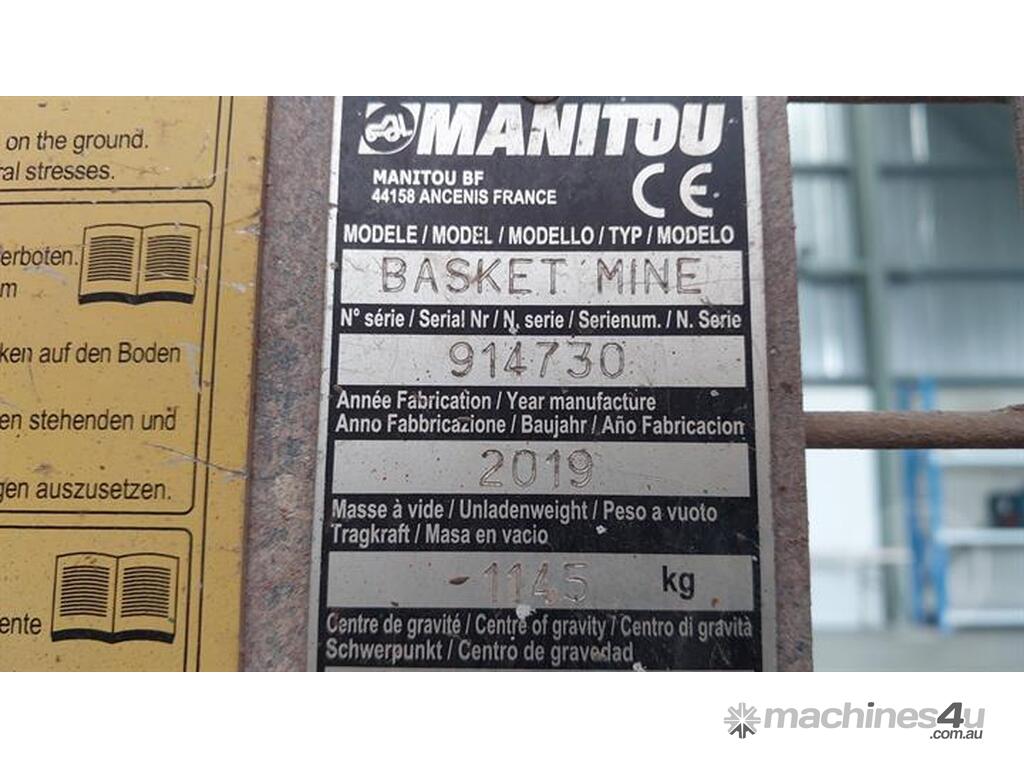 on the ground.
ral stresses.
erboten.
m
ken auf den Boden
en stehenden und
gen auszusetzen.
ente
MANITOU
MANITOU BF
44158 ANCENIS FRANCE
CE
MODELE / MODEL / MODELLO / TYP / MODELO
BASKET MINE
N° série / Serial Nr / N. serie / Serienum. / N. Serie
914730
Année Fabrication / Year manufacture
Anno Fabbricazione / Baujahr / Año Fabricacion
2019
Masse à vide / Unladenweight / Peso a vuoto
Tragkraft / Masa en vacio
-1145 kg
Centre de gravité / Centre of gravity / Centro di gravità
Schwerpunkt / Centro de gravedad
machines4u
.com.au